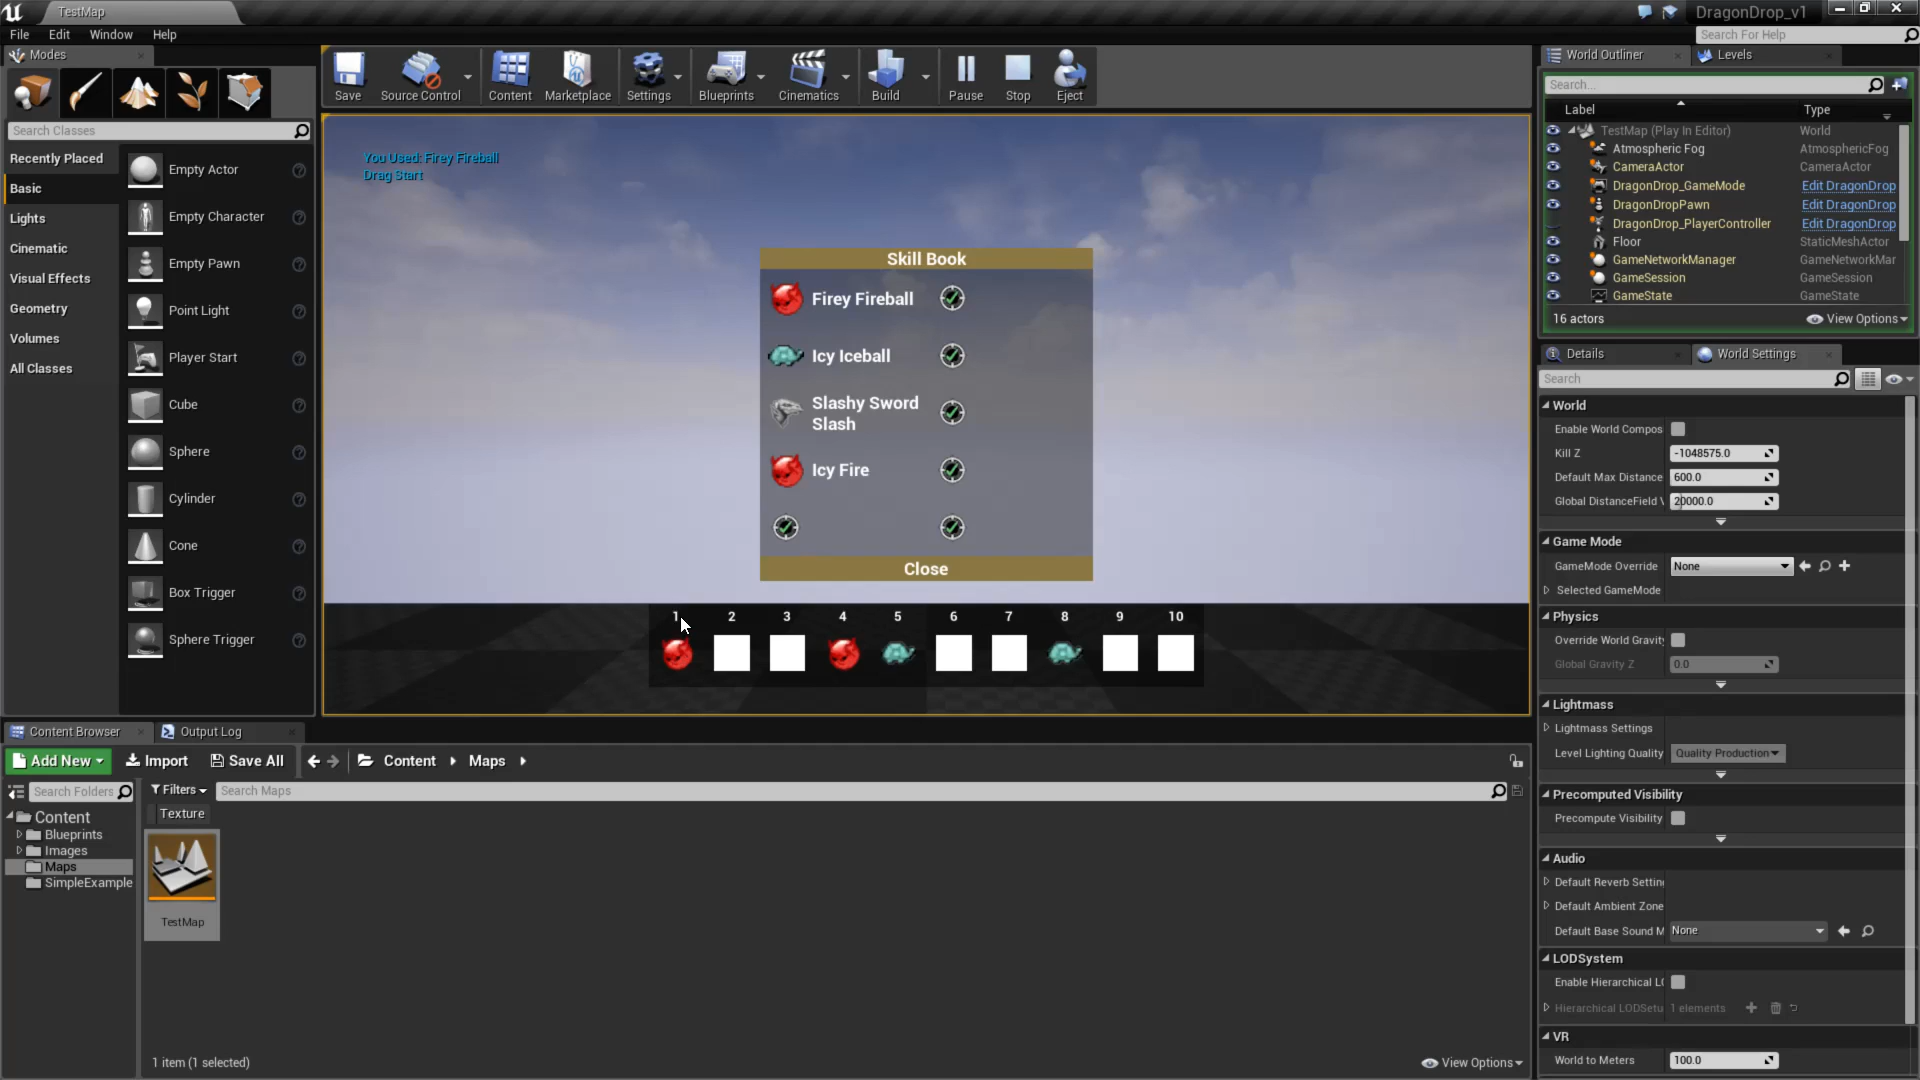 TestMap
DragonDrop_v1
File Edit Window Help
Search For Help
Modes
Save
Source Control
Content
Marketplace
Settings
Blueprints
Cinematics
Build
Pause
Stop
Eject
Search Classes
Recently Placed
Basic
Lights
Cinematic
Visual Effects
Geometry
Volumes
All Classes
Empty Actor
Empty Character
Empty Pawn
Point Light
Player Start
Cube
Sphere
Cylinder
Cone
Box Trigger
Sphere Trigger
You Used: Firey Fireball
Drag Start
Skill Book
Firey Fireball
Icy Iceball
Slashy Sword
Slash
Icy Fire
Close
1 2 3 4 5 6 7 8 9 10
World Outliner
Levels
Search...
Label Type
TestMap (Play In Editor) World
Atmospheric Fog AtmosphericFog
CameraActor CameraActor
DragonDrop_GameMode Edit DragonDrop
DragonDropPawn Edit DragonDrop
DragonDrop_PlayerController Edit DragonDrop
Floor StaticMeshActor
GameNetworkManager GameNetworkMar
GameSession GameSession
GameState GameState
16 actors
View Options
Details
World Settings
Search
World
Enable World Compos
Kill Z -1048575.0
Default Max Distance 600.0
Global DistanceField V 20000.0
Game Mode
GameMode Override None
Selected GameMode
Physics
Override World Gravity
Global Gravity Z 0.0
Lightmass
Lightmass Settings
Level Lighting Quality Quality Production
Precomputed Visibility
Precompute Visibility
Audio
Default Reverb Setting
Default Ambient Zone
Default Base Sound M None
LODSystem
Enable Hierarchical LO
Hierarchical LODSetu 1 elements
VR
World to Meters 100.0
Content Browser
Output Log
Add New
Import
Save All
Content
Maps
Search Folders
Filters
Search Maps
Texture
Content
Blueprints
Images
Maps
SimpleExample
TestMap
1 item (1 selected)
View Options